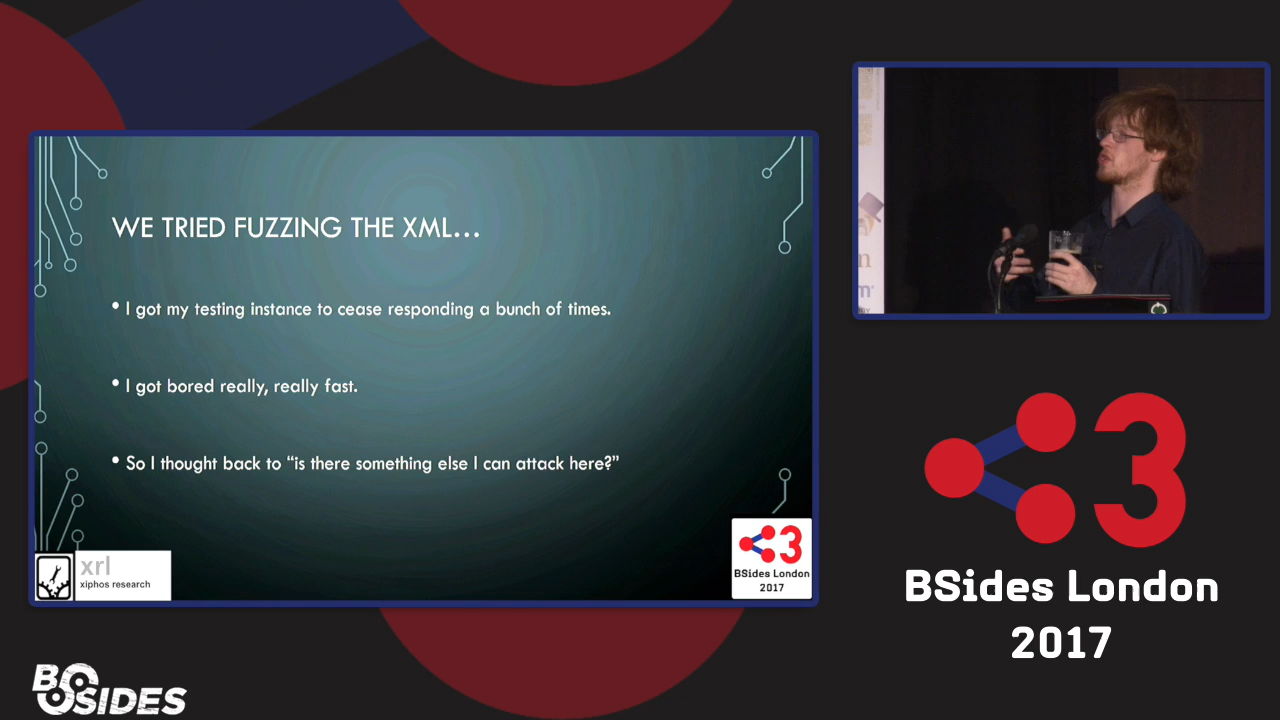 WE TRIED FUZZING THE XML...
• I got my testing instance to cease responding a bunch of times.
• I got bored really, really fast.
• So I thought back to “is there something else I can attack here?”
xrl
xiphos research
3
BSides London
2017
3
BSides London
2017
BSIDES